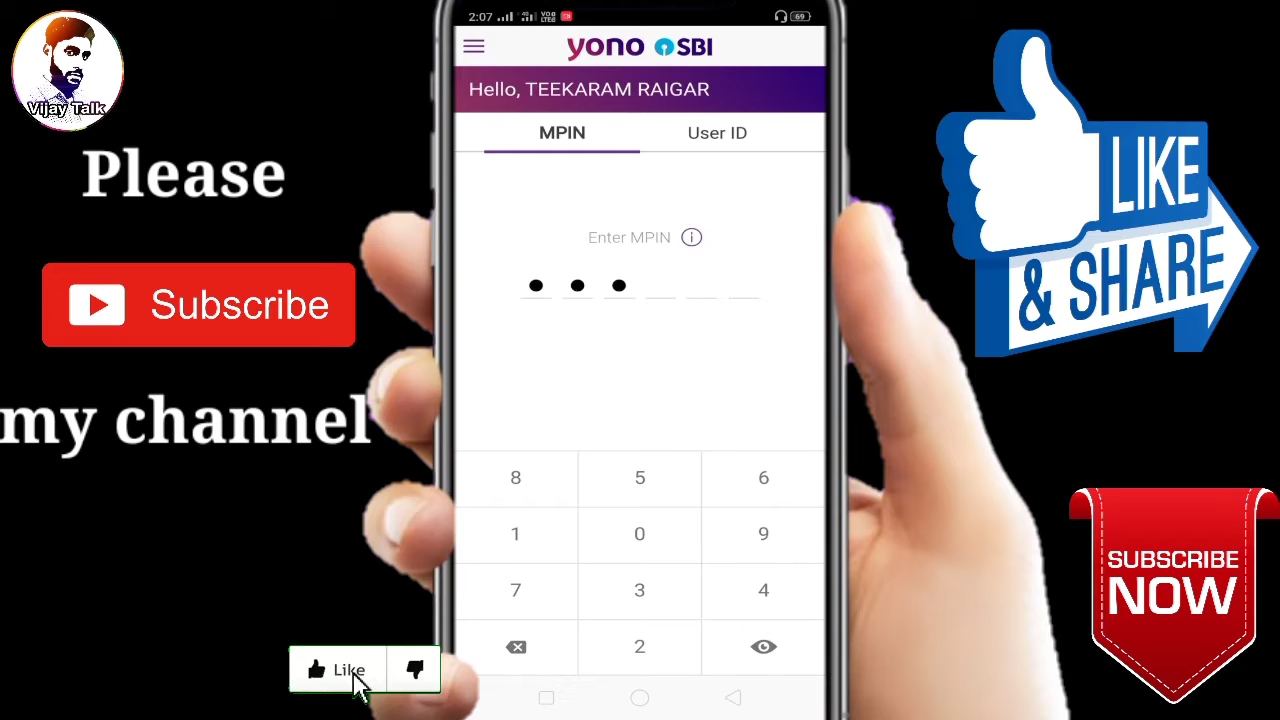 Vijay Talk
Please
Subscribe
my channel
2:07
69
yono SBI
Hello, TEEKARAM RAIGAR
MPIN User ID
Enter MPIN
8 5 6
1 0 9
7 3 4
2
Like
LIKE
& SHARE
SUBSCRIBE
NOW